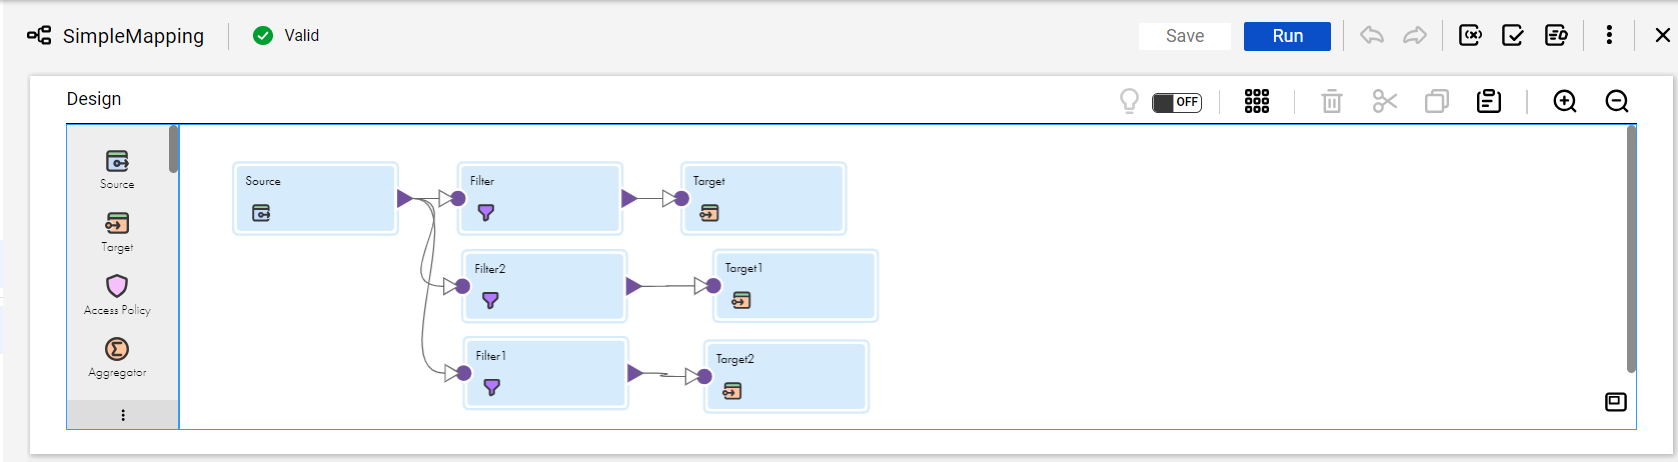 SimpleMapping
Valid
Save
Run
Design
OFF
Source
Target
Access Policy
Aggregator
Source
Filter
Target
Filter2
Target1
Filter1
Target2